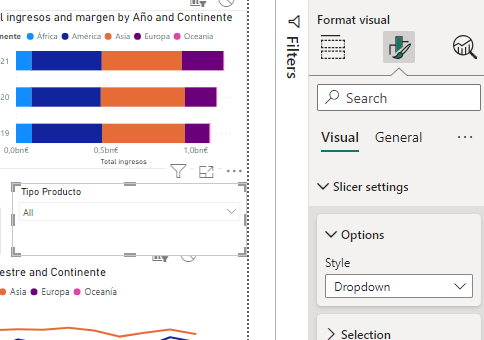 l ingresos and margen by Año and Continente
nente África América Asia Europa Oceanía
21
20
19
0,0bn€ 0,5bn€ 1,0bn€
Total ingresos
Tipo Producto
All
estre and Continente
Asia Europa Oceanía
Filters
Format visual
Search
Visual General
Slicer settings
Options
Style
Dropdown
Selection